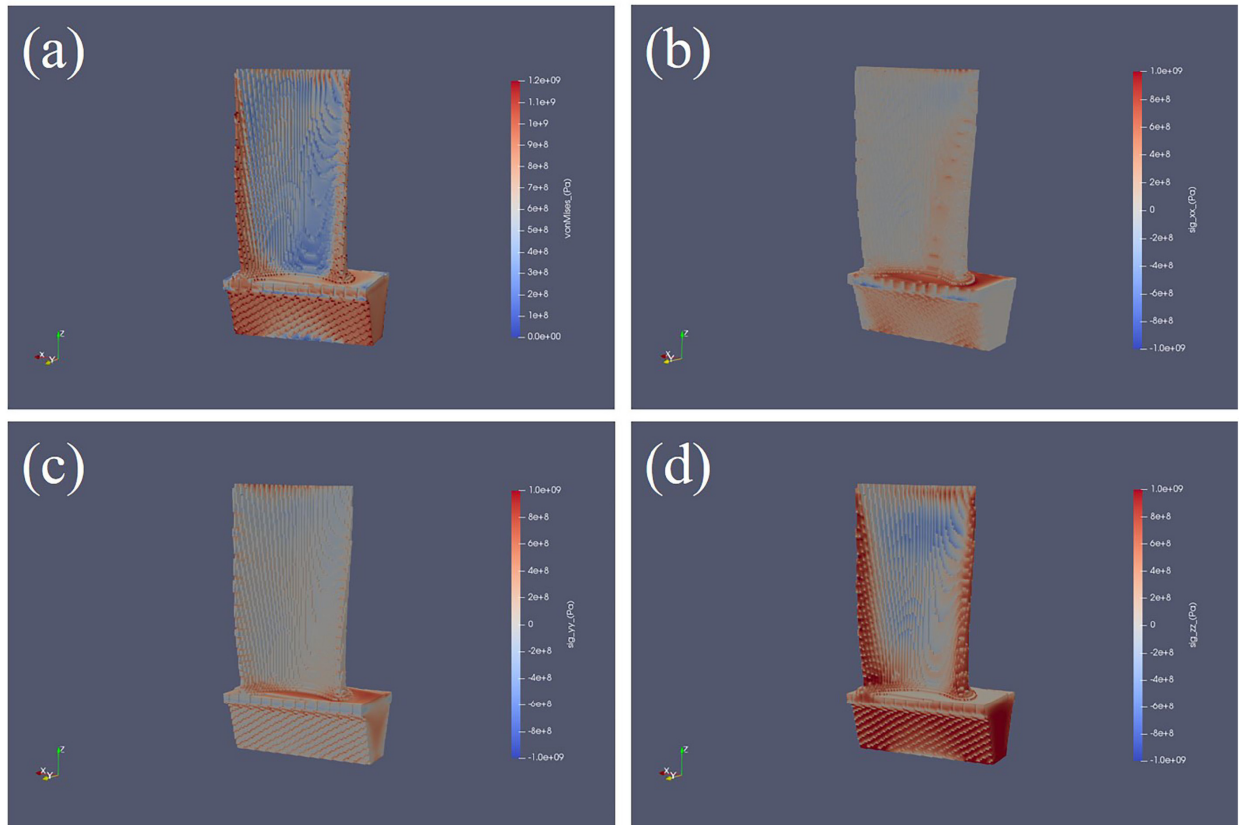 (a)
1.2e+09
1.1e+9
1e+9
9e+8
8e+8
7e+8
6e+8
5e+8
4e+8
3e+8
2e+8
1e+8
0.0e+00
vonMises_(Pa)
Z
X
Y
(b)
1.0e+09
8e+8
6e+8
4e+8
2e+8
0
-2e+8
-4e+8
-6e+8
-8e+8
-1.0e+09
sig_xx_(Pa)
Z
X
Y
(c)
1.0e+09
8e+8
6e+8
4e+8
2e+8
0
-2e+8
-4e+8
-6e+8
-8e+8
-1.0e+09
sig_yy_(Pa)
Z
X
Y
(d)
1.0e+09
8e+8
6e+8
4e+8
2e+8
0
-2e+8
-4e+8
-6e+8
-8e+8
-1.0e+09
sig_zz_(Pa)
Z
X
Y